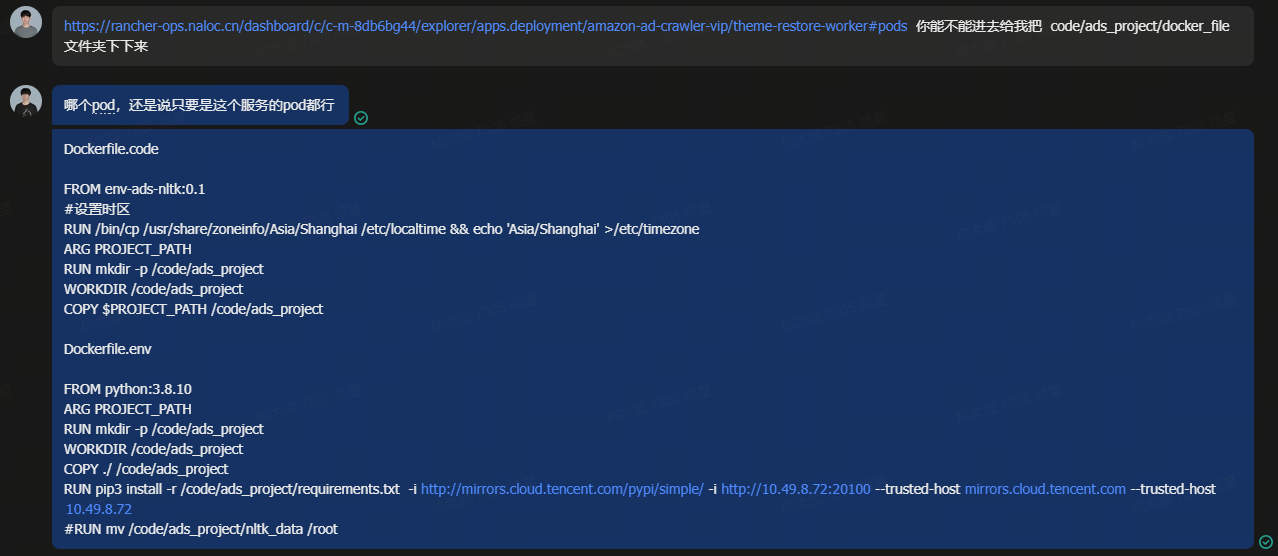 https://rancher-ops.naloc.cn/dashboard/c/c-m-8db6bg44/explorer/apps.deployment/amazon-ad-crawler-vip/theme-restore-worker#pods 你能不能进去给我把 code/ads_project/docker_file
文件夹下下来
哪个pod，还是说只要是这个服务的pod都行
Dockerfile.code
FROM env-ads-nltk:0.1
#设置时区
RUN /bin/cp /usr/share/zoneinfo/Asia/Shanghai /etc/localtime && echo 'Asia/Shanghai' >/etc/timezone
ARG PROJECT_PATH
RUN mkdir -p /code/ads_project
WORKDIR /code/ads_project
COPY $PROJECT_PATH /code/ads_project
Dockerfile.env
FROM python:3.8.10
ARG PROJECT_PATH
RUN mkdir -p /code/ads_project
WORKDIR /code/ads_project
COPY ./ /code/ads_project
RUN pip3 install -r /code/ads_project/requirements.txt -i http://mirrors.cloud.tencent.com/pypi/simple/ -i http://10.49.8.72:20100 --trusted-host mirrors.cloud.tencent.com --trusted-host
10.49.8.72
#RUN mv /code/ads_project/nltk_data /root